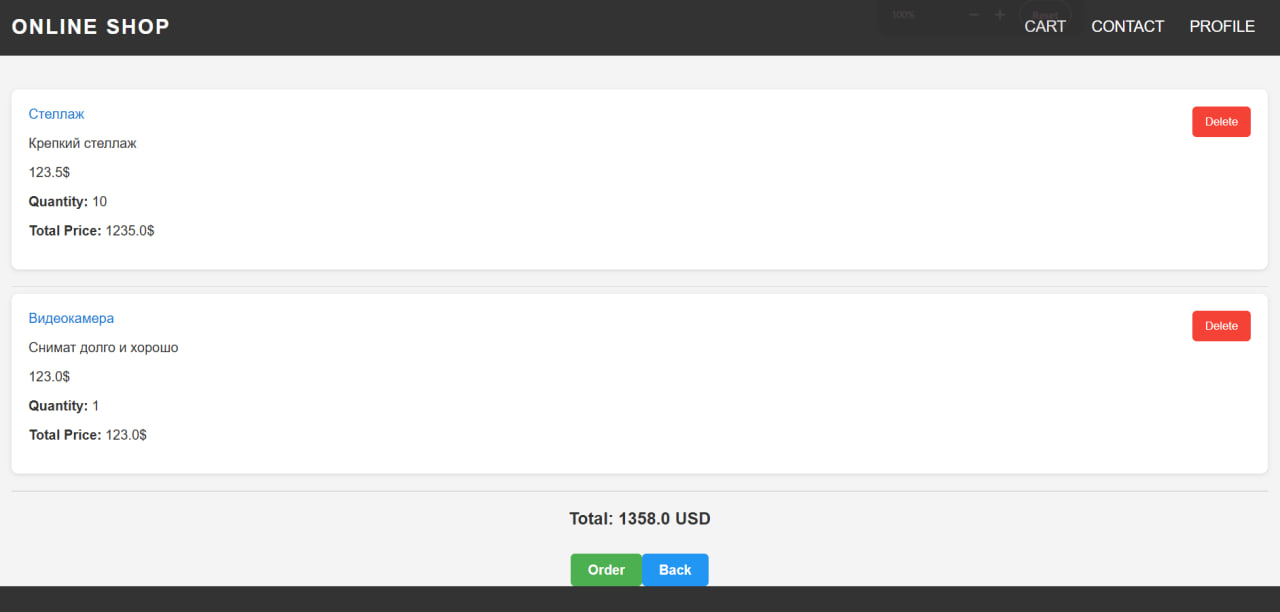 ONLINE SHOP
100%
CART CONTACT PROFILE
Стеллаж
Delete
Крепкий стеллаж
123.5$
Quantity: 10
Total Price: 1235.0$
Видеокамера
Delete
Снимат долго и хорошо
123.0$
Quantity: 1
Total Price: 123.0$
Total: 1358.0 USD
Order Back